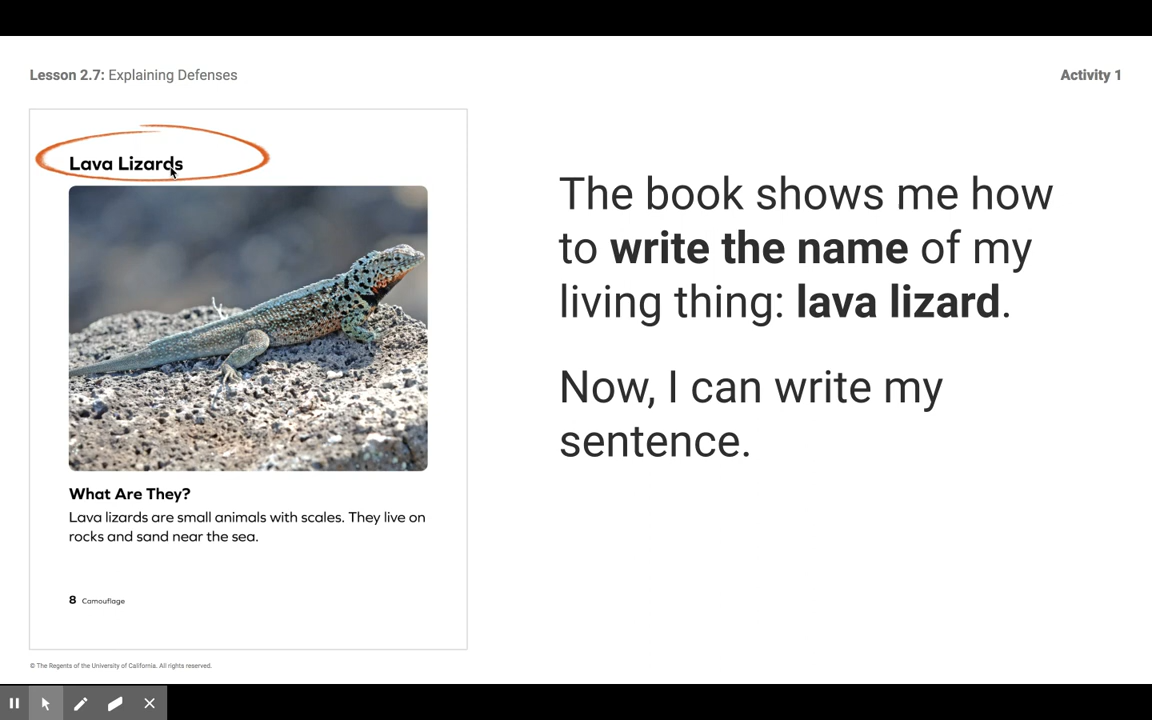 Lesson 2.7: Explaining Defenses
Activity 1
Lava Lizards
What Are They?
Lava lizards are small animals with scales. They live on
rocks and sand near the sea.
8 Camouflage
The book shows me how
to write the name of my
living thing: lava lizard.
Now, I can write my
sentence.
© The Regents of the University of California. All rights reserved.